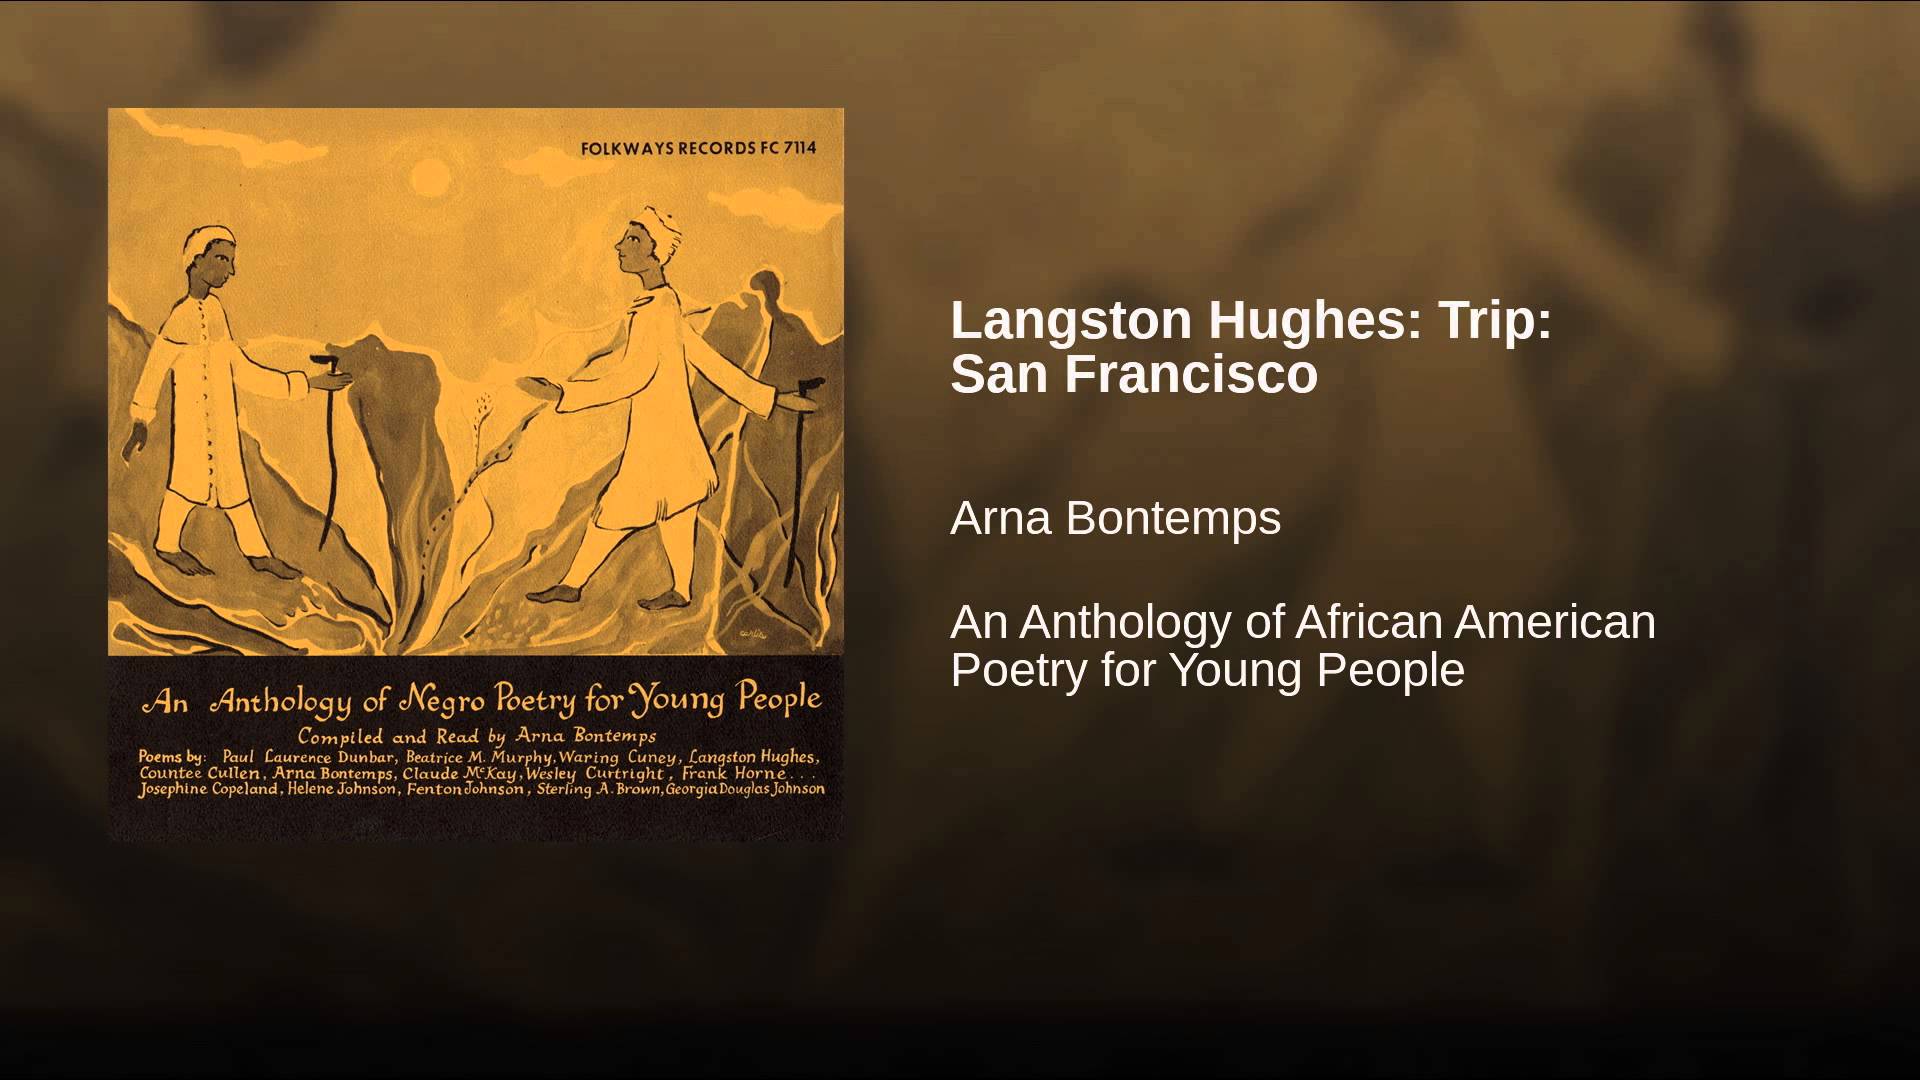 FOLKWAYS RECORDS FC 7114
An Anthology of Negro Poetry for Young People
Compiled and Read by Arna Bontemps
Poems by: Paul Laurence Dunbar, Beatrice M. Murphy, Waring Cuney, Langston Hughes,
Countee Cullen, Arna Bontemps, Claude McKay, Wesley Curtright, Frank Horne . . .
Josephine Copeland, Helene Johnson, Fenton Johnson, Sterling A. Brown, Georgia Douglas Johnson
Langston Hughes: Trip:
San Francisco
Arna Bontemps
An Anthology of African American
Poetry for Young People